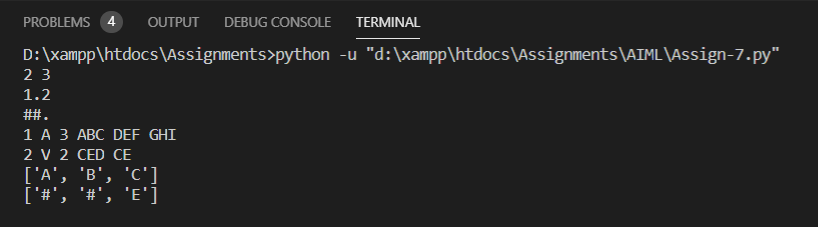 PROBLEMS 4 OUTPUT DEBUG CONSOLE TERMINAL
D:\xampp\htdocs\Assignments>python -u "d:\xampp\htdocs\Assignments\AIML\Assign-7.py"
2 3
1.2
##.
1 A 3 ABC DEF GHI
2 V 2 CED CE
['A', 'B', 'C']
['#', '#', 'E']